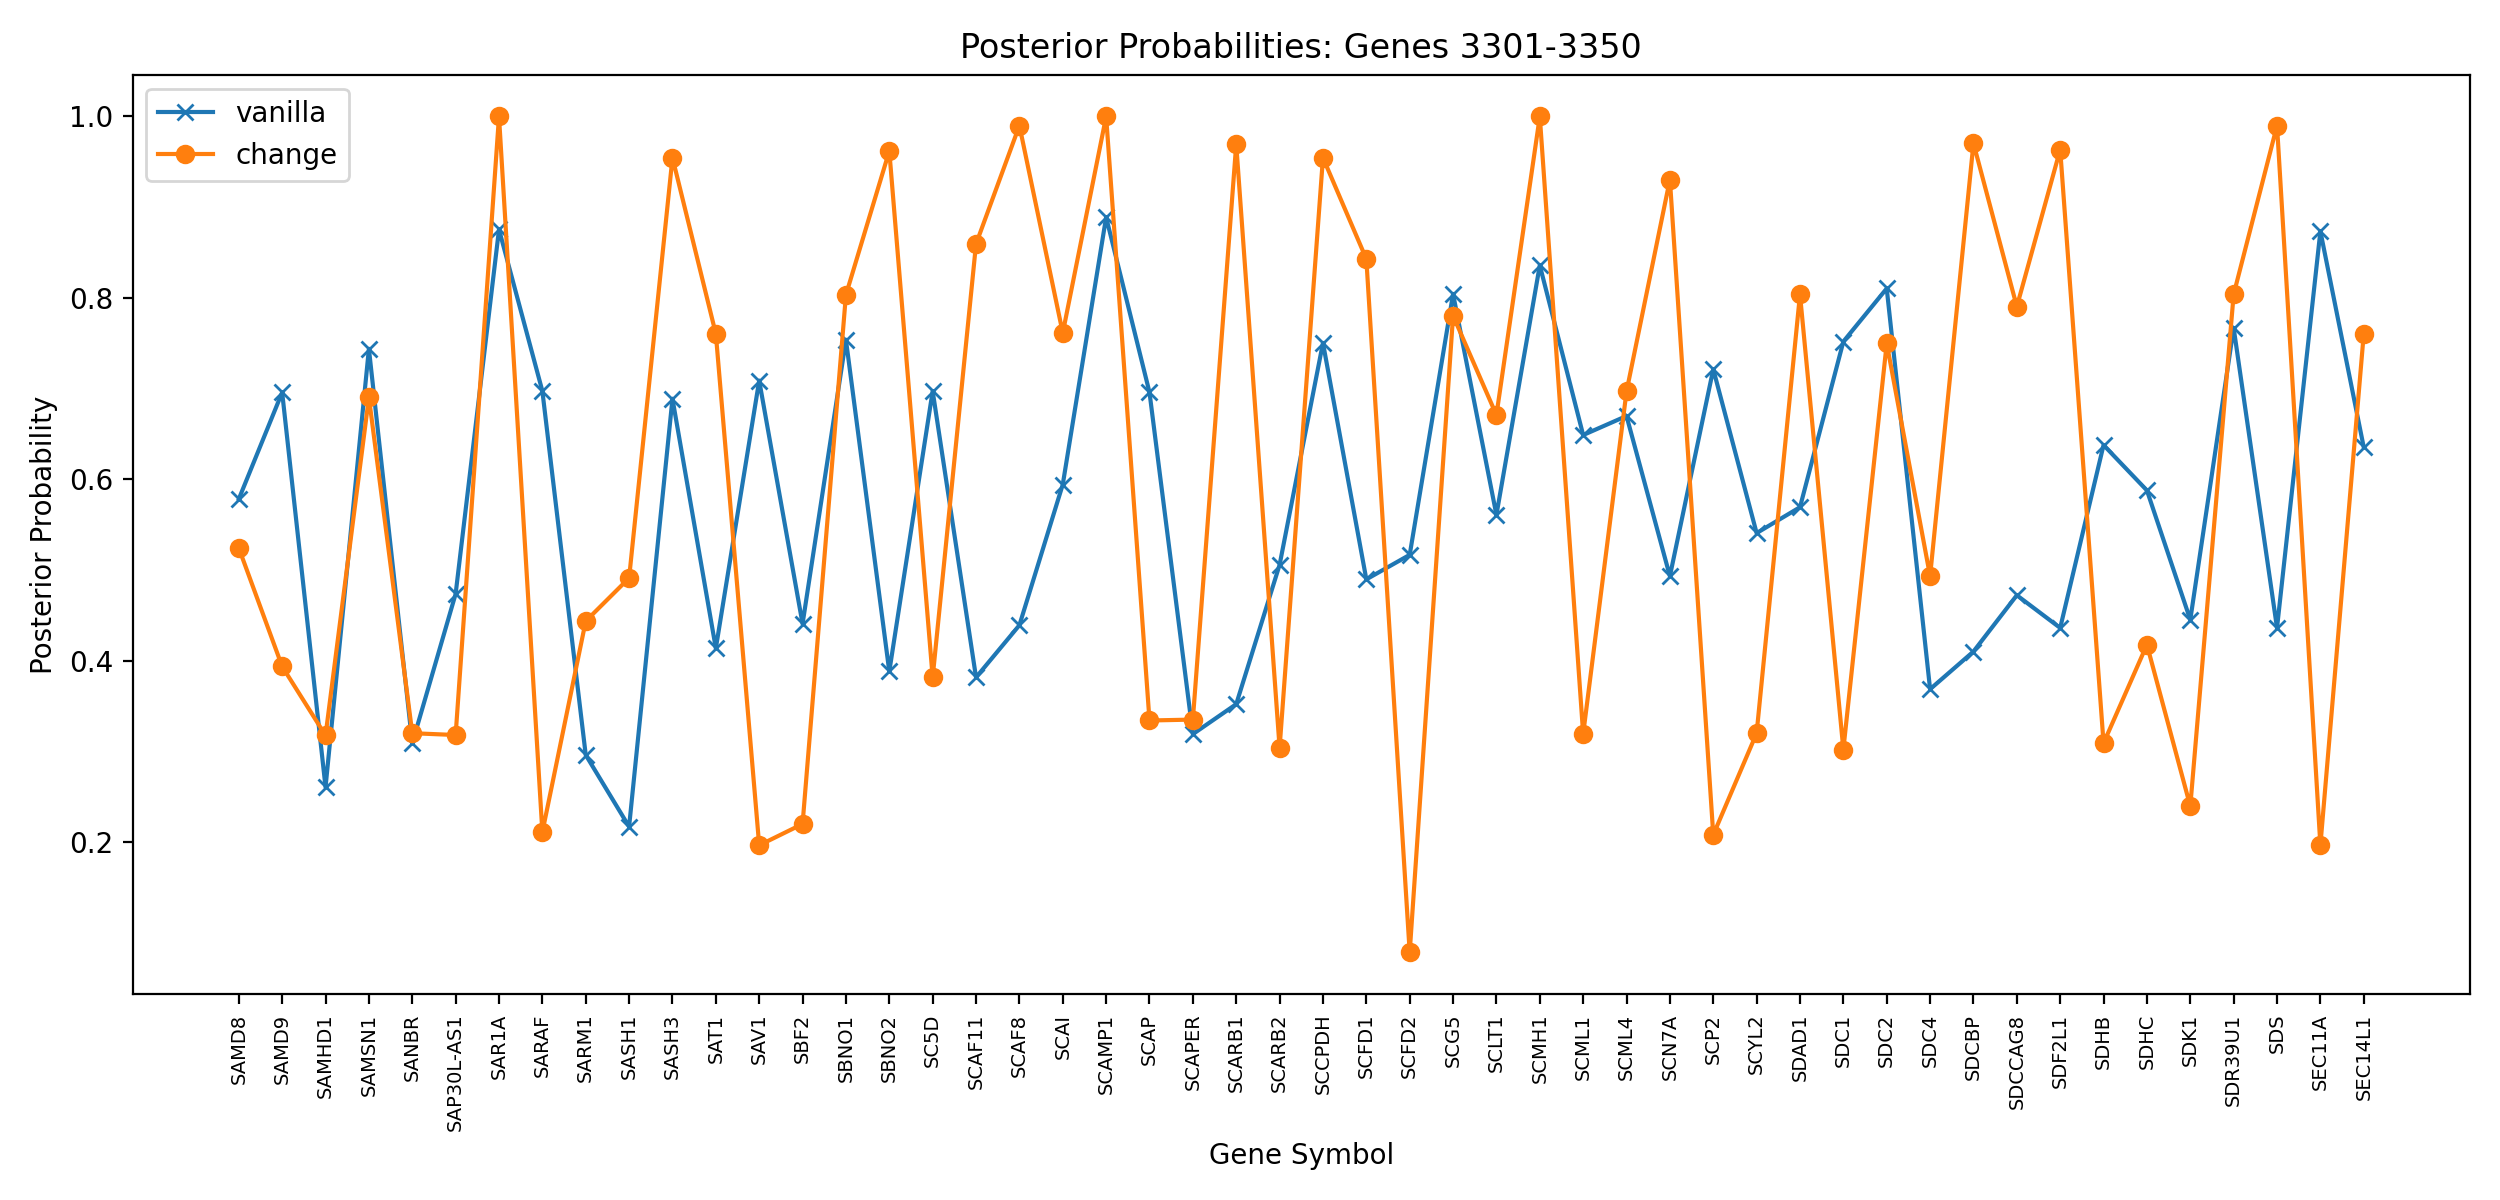 Posterior Probabilities: Genes 3301-3350
vanilla
change
1.0
0.8
0.6
0.4
0.2
Posterior Probability
SAMD8
SAMD9
SAMHD1
SAMSN1
SANBR
SAP30L-AS1
SAR1A
SARAF
SARM1
SASH1
SASH3
SAT1
SAV1
SBF2
SBNO1
SBNO2
SC5D
SCAF11
SCAF8
SCAI
SCAMP1
SCAP
SCAPER
SCARB1
SCARB2
SCCPDH
SCFD1
SCFD2
SCG5
SCLT1
SCMH1
SCML1
SCML4
SCN7A
SCP2
SCYL2
SDAD1
SDC1
SDC2
SDC4
SDCBP
SDCCAG8
SDF2L1
SDHB
SDHC
SDK1
SDR39U1
SDS
SEC11A
SEC14L1
Gene Symbol